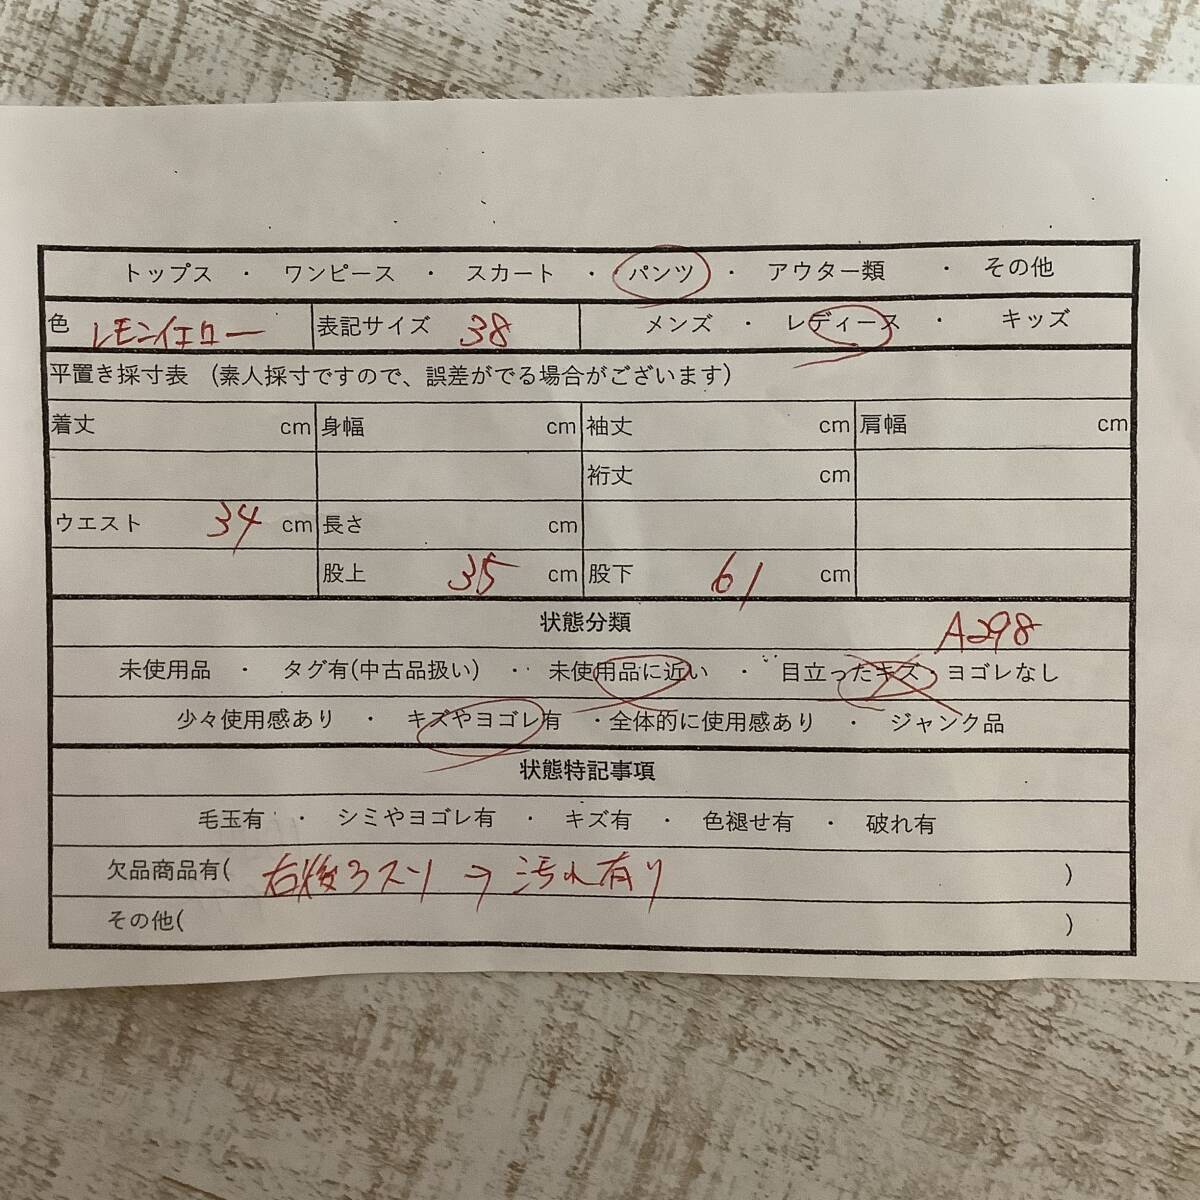 トップス ・ ワンピース ・ スカート ・ パンツ ・ アウター類 ・ その他
色 レモンイエロー 表記サイズ 38 メンズ ・ レディース ・ キッズ
平置き採寸表 (素人採寸ですので、誤差がでる場合がございます)
着丈 cm 身幅 cm 袖丈 cm 肩幅 cm
裄丈 cm
ウエスト 34 cm 長さ cm
股上 35 cm 股下 61 cm
状態分類 A298
未使用品 ・ タグ有(中古品扱い) ・ 未使用品に近い ・ 目立ったキズ、ヨゴレなし
少々使用感あり ・ キズやヨゴレ有 ・全体的に使用感あり ・ ジャンク品
状態特記事項
毛玉有 ・ シミやヨゴレ有 ・ キズ有 ・ 色褪せ有 ・ 破れ有
欠品商品有( 右後ろスソ → 汚れ有り )
その他( )